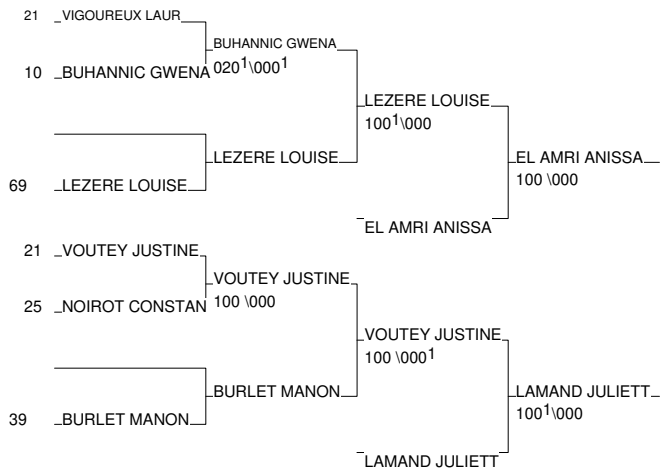 21 VIGOUREUX LAUR
BUHANNIC GWENA
10 BUHANNIC GWENA 020¹\000¹
LEZERE LOUISE
100¹\000
LEZERE LOUISE
EL AMRI ANISSA
100 \000
69 LEZERE LOUISE
EL AMRI ANISSA
21 VOUTEY JUSTINE
VOUTEY JUSTINE
100 \000
25 NOIROT CONSTAN
VOUTEY JUSTINE
100 \000¹
BURLET MANON
LAMAND JULIETT
100¹\000
39 BURLET MANON
LAMAND JULIETT